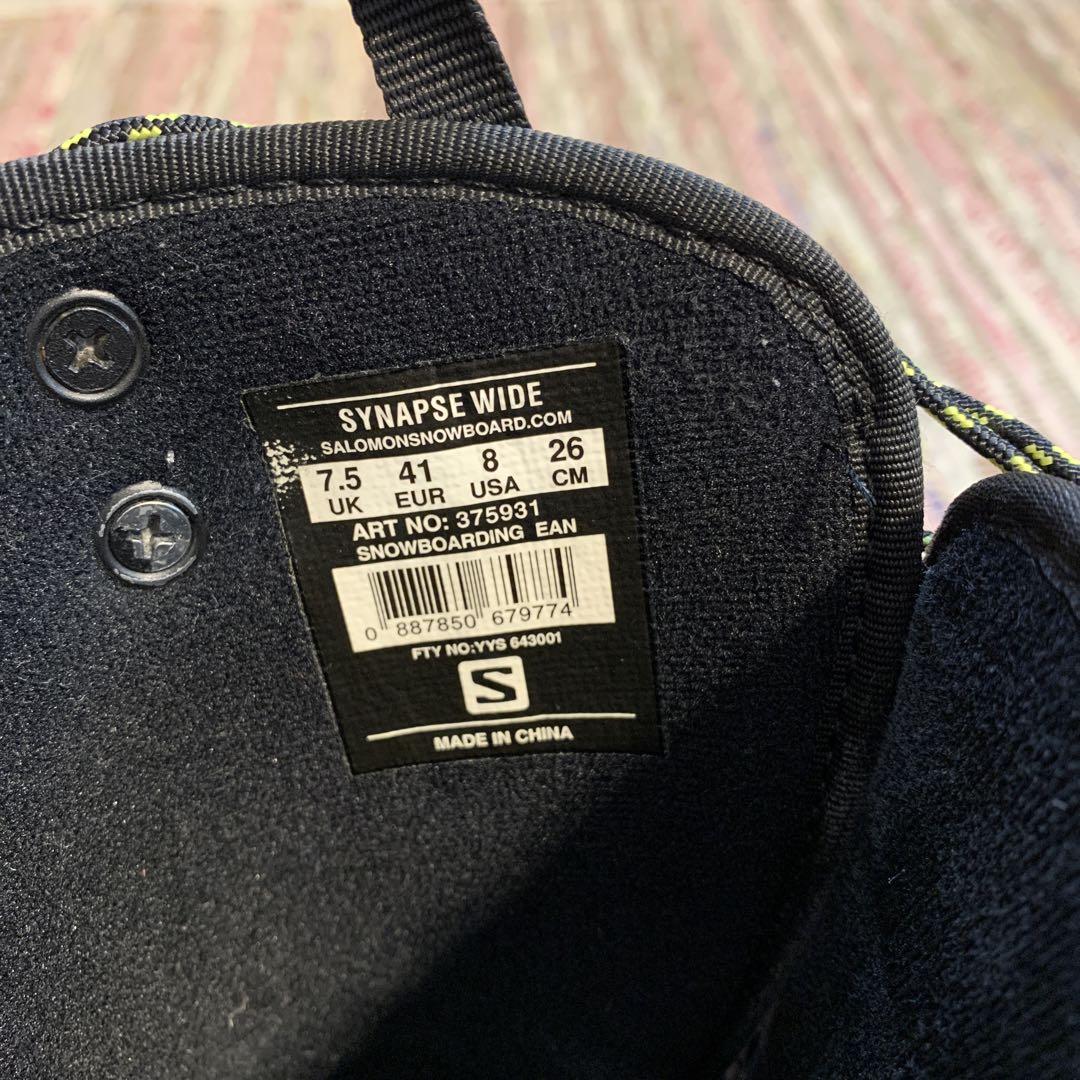 SYNAPSE WIDE
SALOMONSNOWBOARD.COM
7.5 41 8 26
UK EUR USA CM
ART NO: 375931
SNOWBOARDING EAN
0 887850 679774
FTY NO:YYS 643001
S
MADE IN CHINA